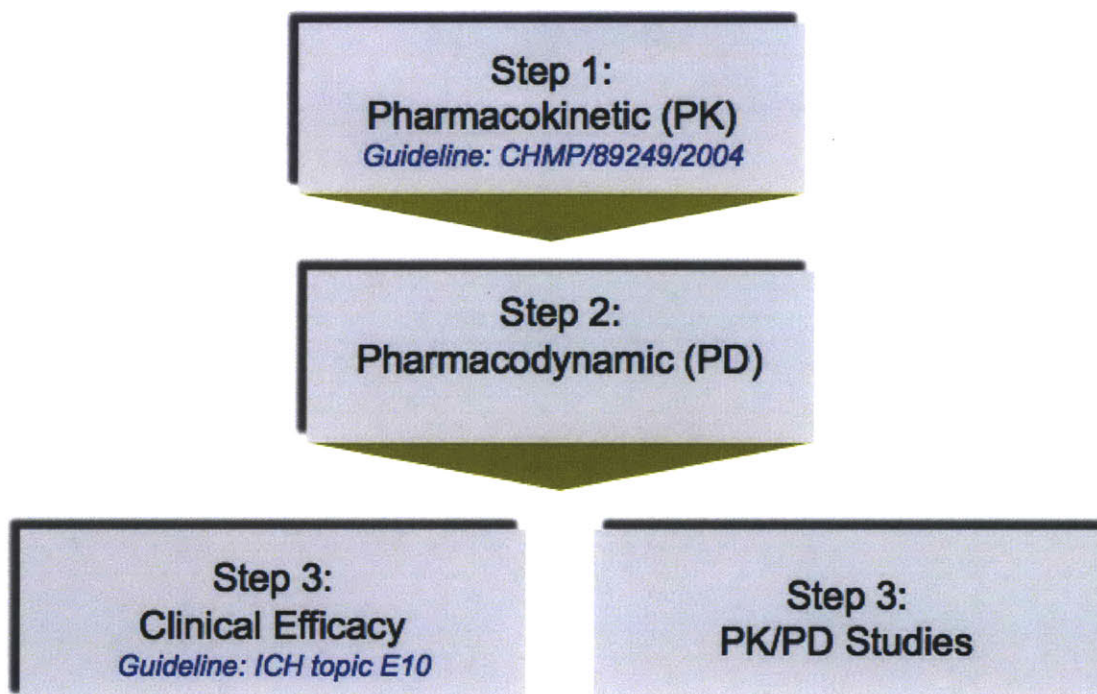 Step 1:
Pharmacokinetic (PK)
Guideline: CHMP/89249/2004
Step 2:
Pharmacodynamic (PD)
Step 3:
Clinical Efficacy
Guideline: ICH topic E10
Step 3:
PK/PD Studies